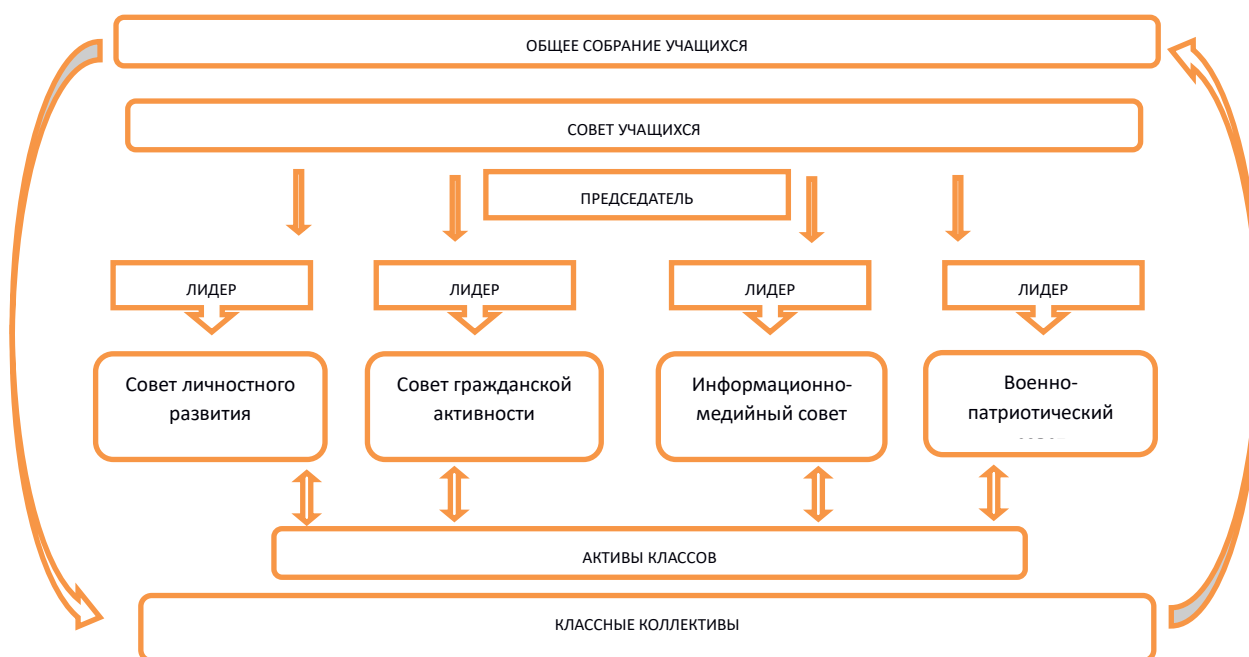 ОБЩЕЕ СОБРАНИЕ УЧАЩИХСЯ
СОВЕТ УЧАЩИХСЯ
ПРЕДСЕДАТЕЛЬ
ЛИДЕР
ЛИДЕР
ЛИДЕР
ЛИДЕР
Совет личностного
развития
Совет гражданской
активности
Информационно-
медийный совет
Военно-
патриотический
АКТИВЫ КЛАССОВ
КЛАССНЫЕ КОЛЛЕКТИВЫ